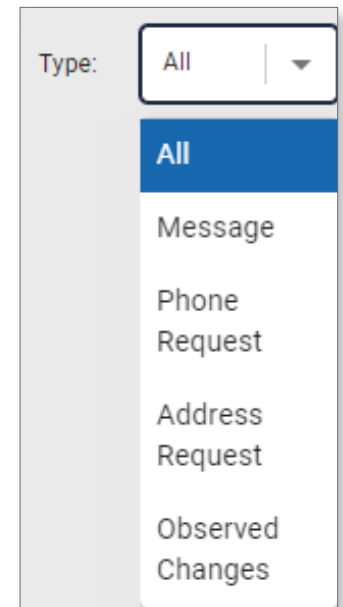 Type: All
All
Message
Phone
Request
Address
Request
Observed
Changes